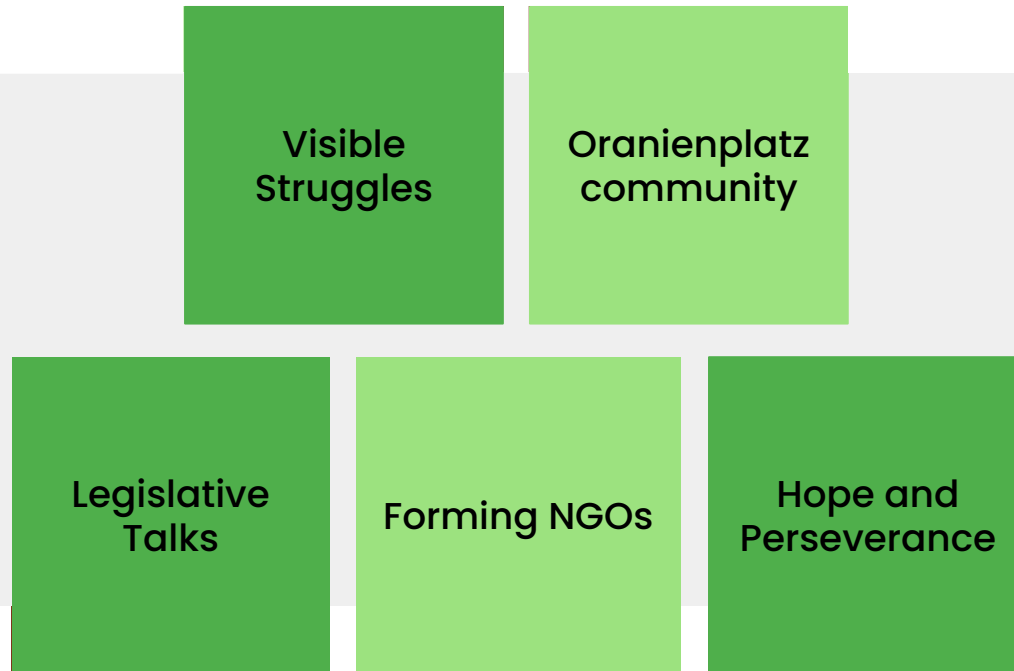 Visible
Struggles
Oranienplatz
community
Legislative
Talks
Forming NGOs
Hope and
Perseverance